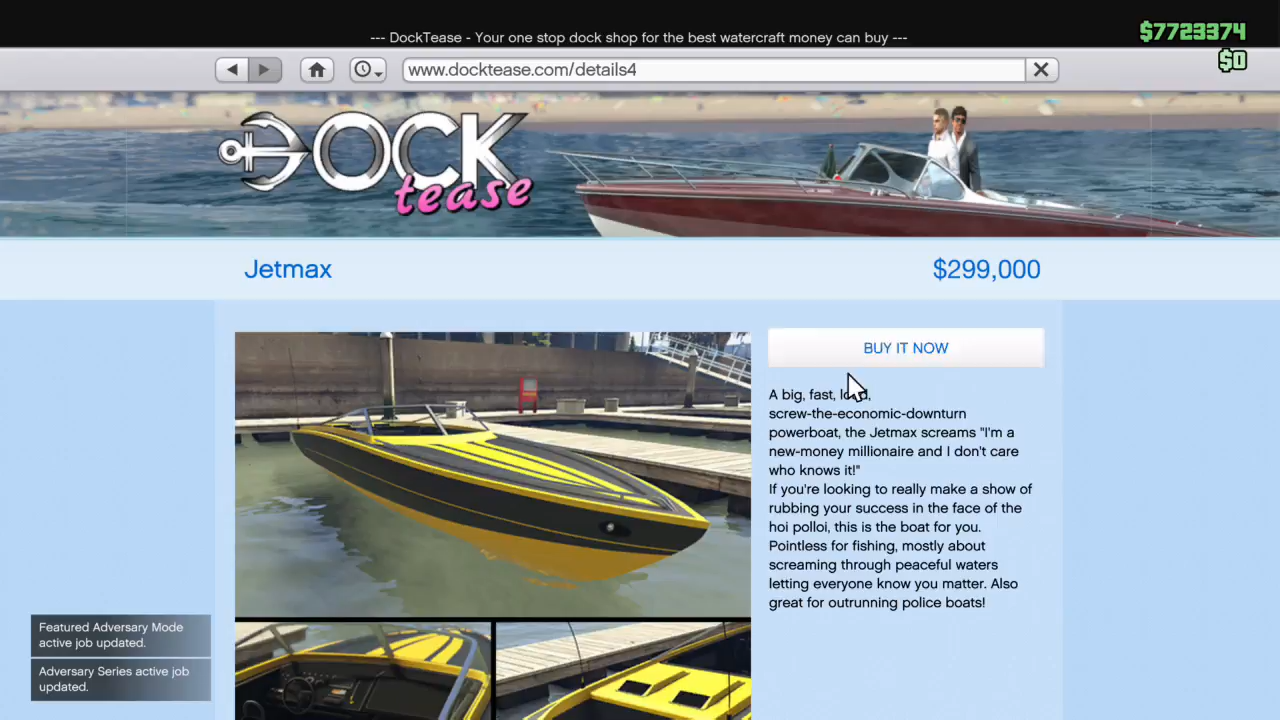 --- DockTease - Your one stop dock shop for the best watercraft money can buy ---
$7723374
$0
www.docktease.com/details4
DOCK
tease
Jetmax
$299,000
BUY IT NOW
A big, fast, loud,
screw-the-economic-downturn
powerboat, the Jetmax screams "I'm a
new-money millionaire and I don't care
who knows it!"
If you're looking to really make a show of
rubbing your success in the face of the
hoi polloi, this is the boat for you.
Pointless for fishing, mostly about
screaming through peaceful waters
letting everyone know you matter. Also
great for outrunning police boats!
Featured Adversary Mode
active job updated.
Adversary Series active job
updated.